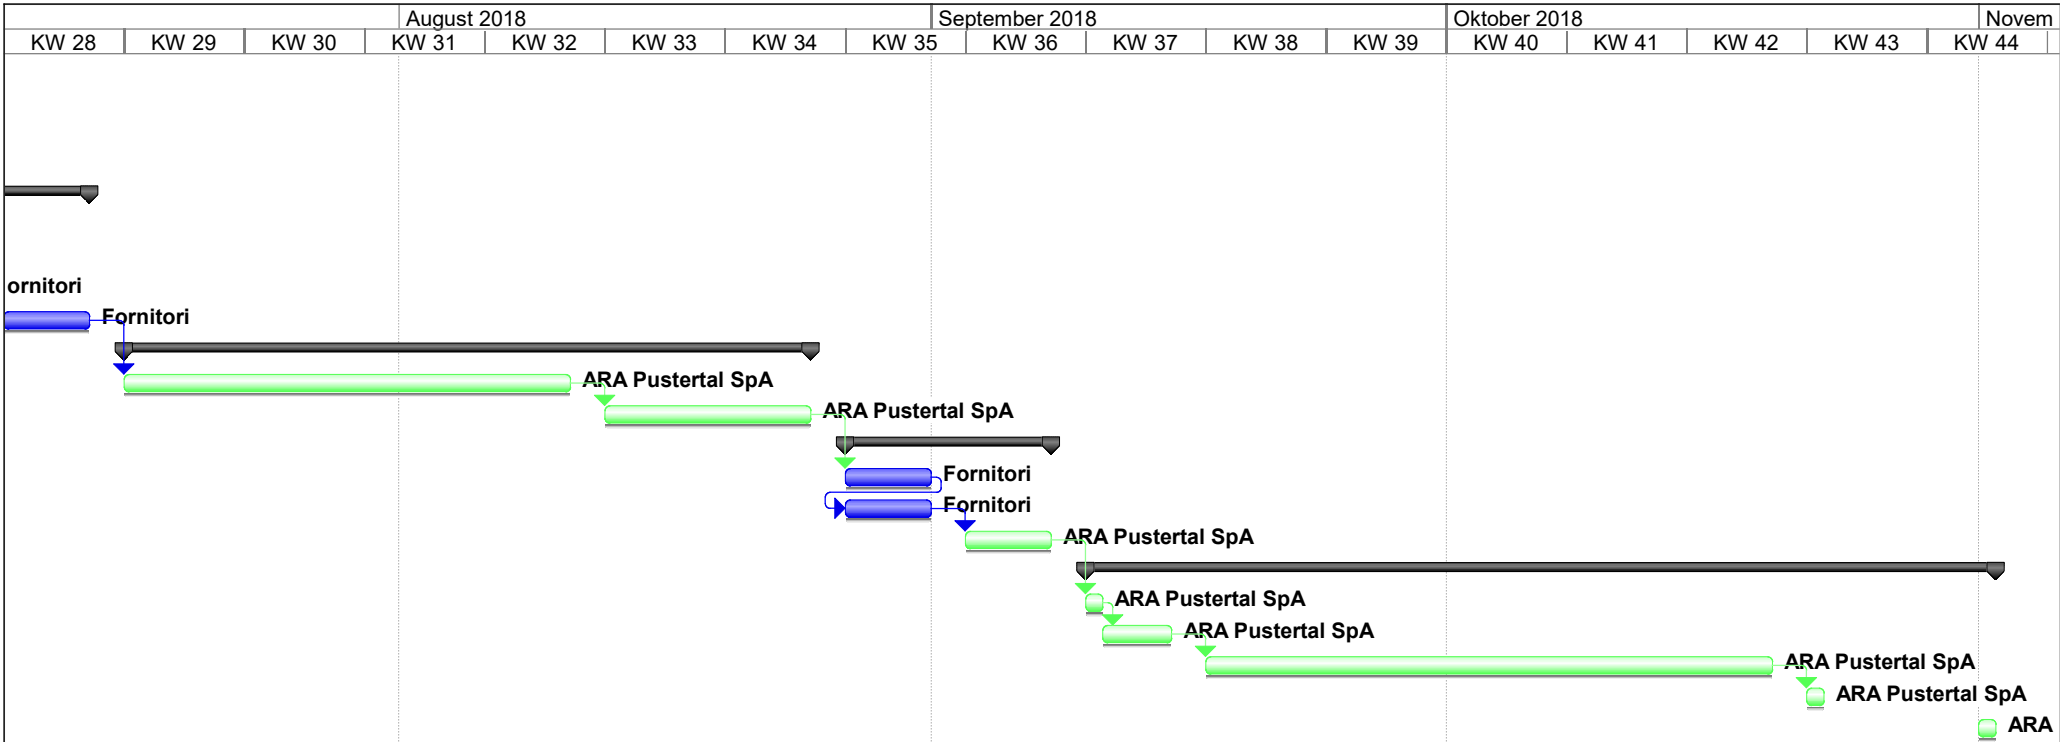 August 2018 September 2018 Oktober 2018 Novem
KW 28 KW 29 KW 30 KW 31 KW 32 KW 33 KW 34 KW 35 KW 36 KW 37 KW 38 KW 39 KW 40 KW 41 KW 42 KW 43 KW 44
ornitori
Fornitori
ARA Pustertal SpA
ARA Pustertal SpA
Fornitori
Fornitori
ARA Pustertal SpA
ARA Pustertal SpA
ARA Pustertal SpA
ARA Pustertal SpA
ARA Pustertal SpA
ARA